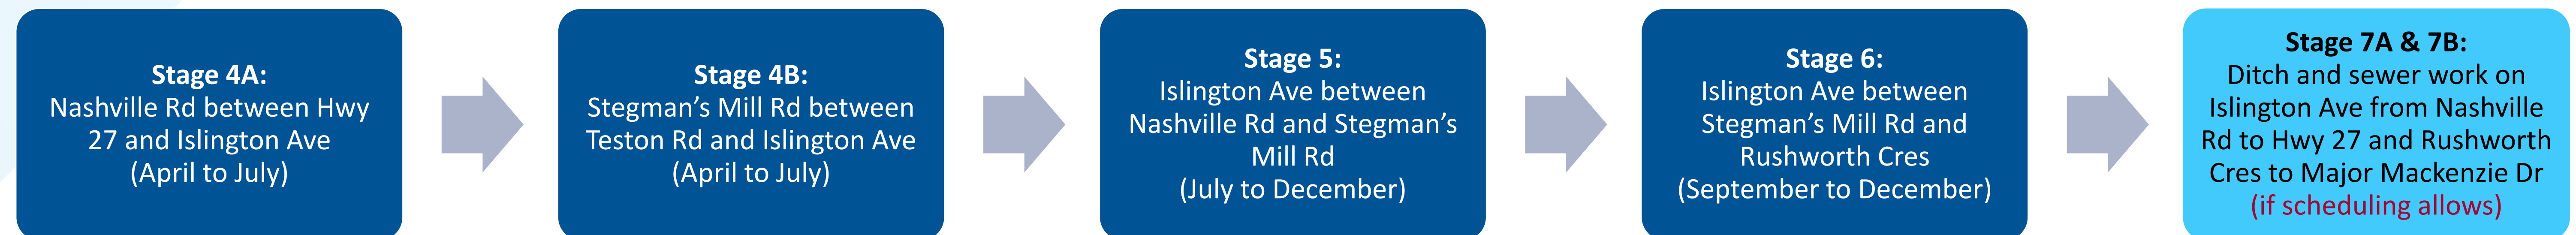 Stage 4A:
Nashville Rd between Hwy
27 and Islington Ave
(April to July)
Stage 4B:
Stegman’s Mill Rd between
Teston Rd and Islington Ave
(April to July)
Stage 5:
Islington Ave between
Nashville Rd and Stegman’s
Mill Rd
(July to December)
Stage 6:
Islington Ave between
Stegman’s Mill Rd and
Rushworth Cres
(September to December)
Stage 7A & 7B:
Ditch and sewer work on
Islington Ave from Nashville
Rd to Hwy 27 and Rushworth
Cres to Major Mackenzie Dr
(if scheduling allows)